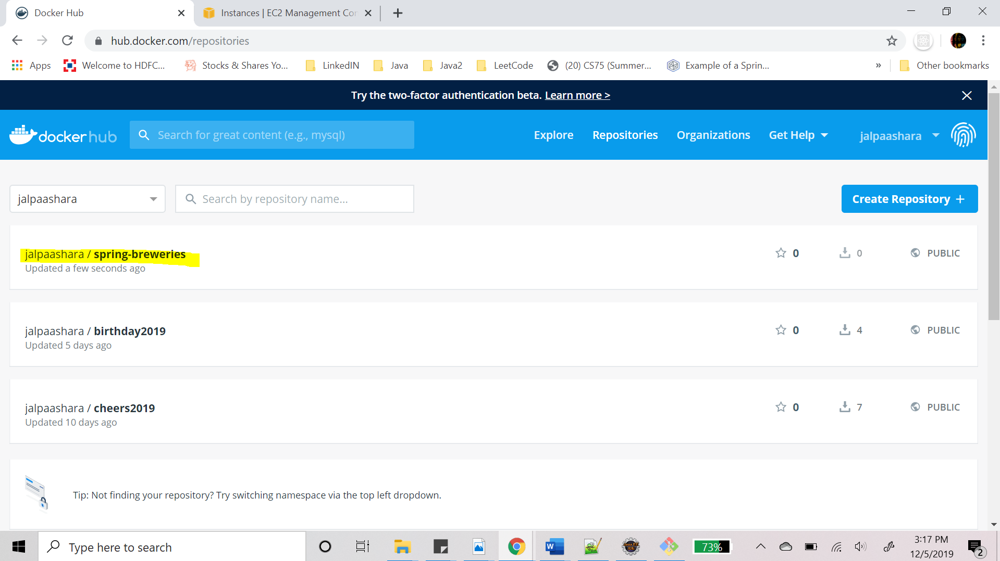 Docker Hub
Instances | EC2 Management Con
hub.docker.com/repositories
Apps
Welcome to HDFC...
Stocks & Shares Yo...
LinkedIN
Java
Java2
LeetCode
(20) CS75 (Summer...
Example of a Sprin...
»
Other bookmarks
Try the two-factor authentication beta. Learn more >
docker hub
Search for great content (e.g., mysql)
Explore
Repositories
Organizations
Get Help
jalpaashara
jalpaashara
Search by repository name...
Create Repository +
jalpaashara / spring-breweries
Updated a few seconds ago
0
0
PUBLIC
jalpaashara / birthday2019
Updated 5 days ago
0
4
PUBLIC
jalpaashara / cheers2019
Updated 10 days ago
0
7
PUBLIC
Tip: Not finding your repository? Try switching namespace via the top left dropdown.
Type here to search
W
Java EE
IDE
73%
3:17 PM
12/5/2019
2